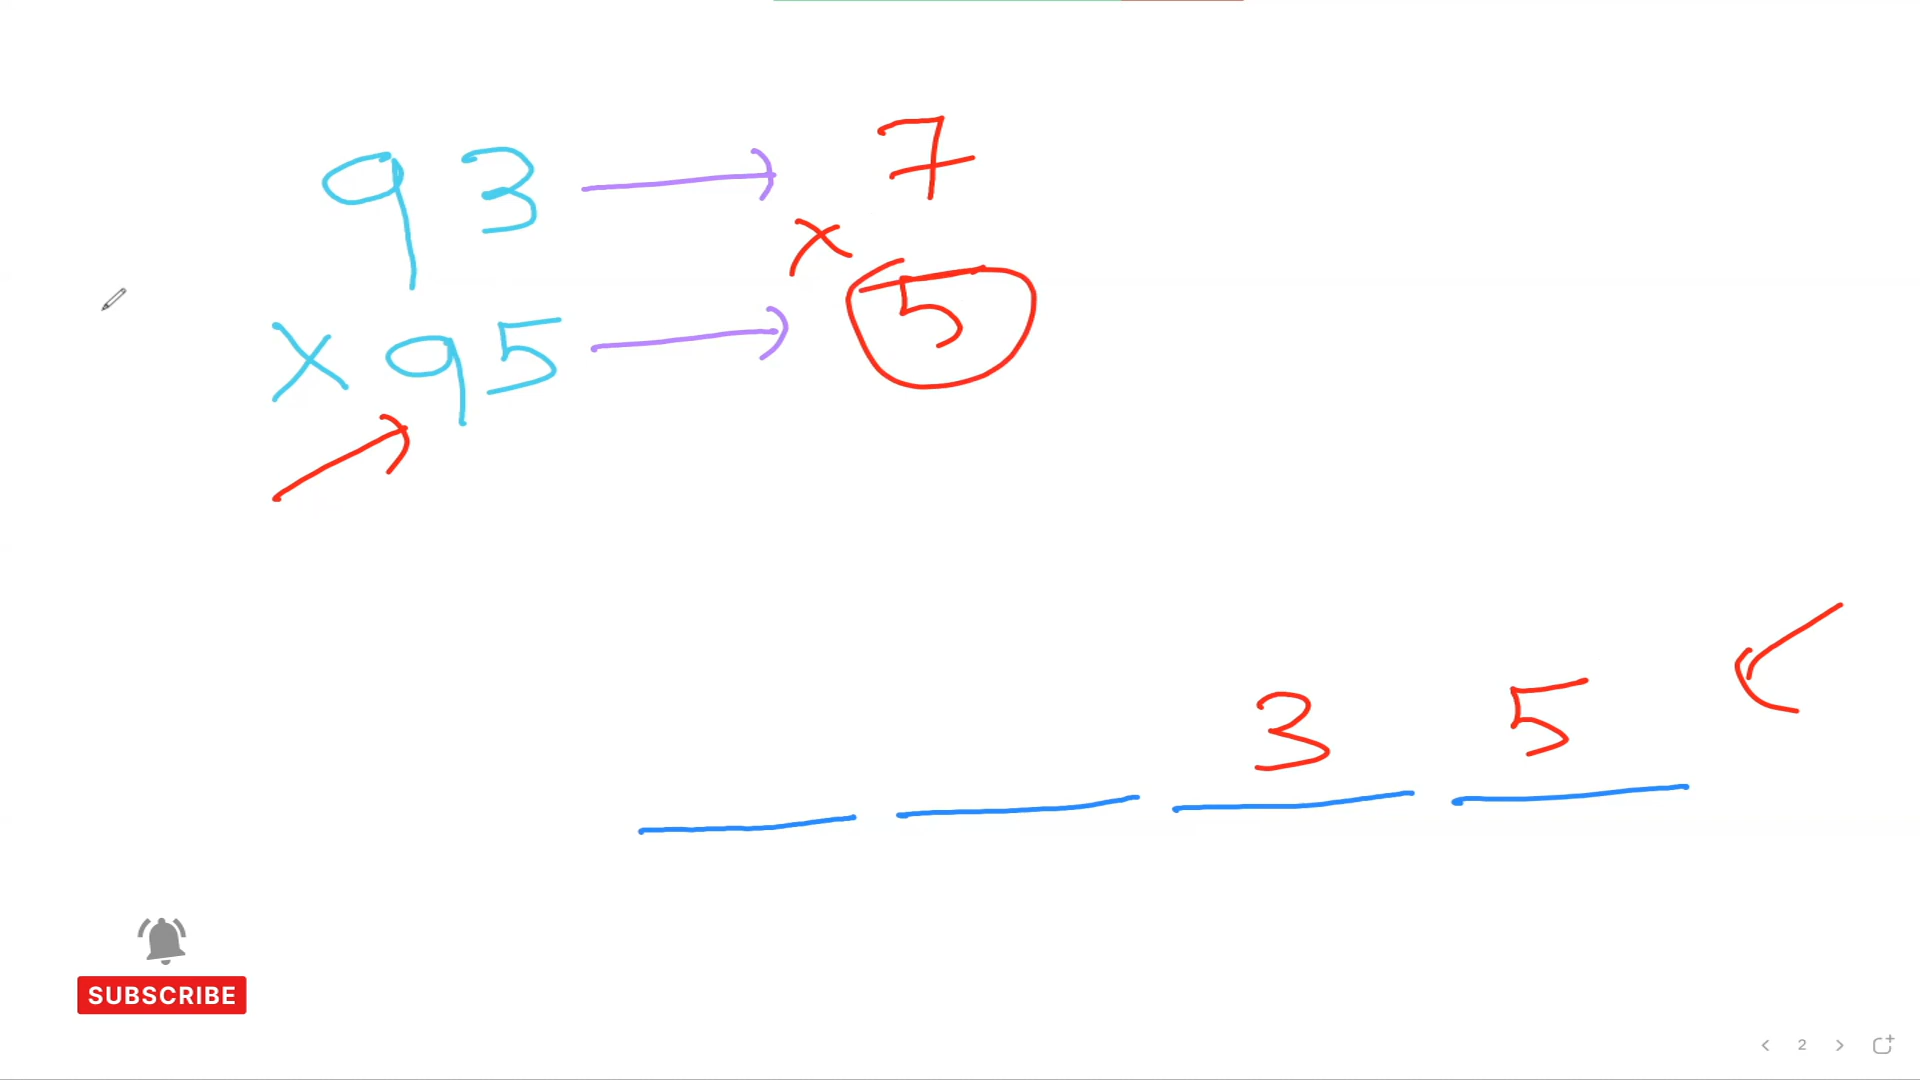 93 → 7
×
×95 → 5
3 5
SUBSCRIBE
< 2 >